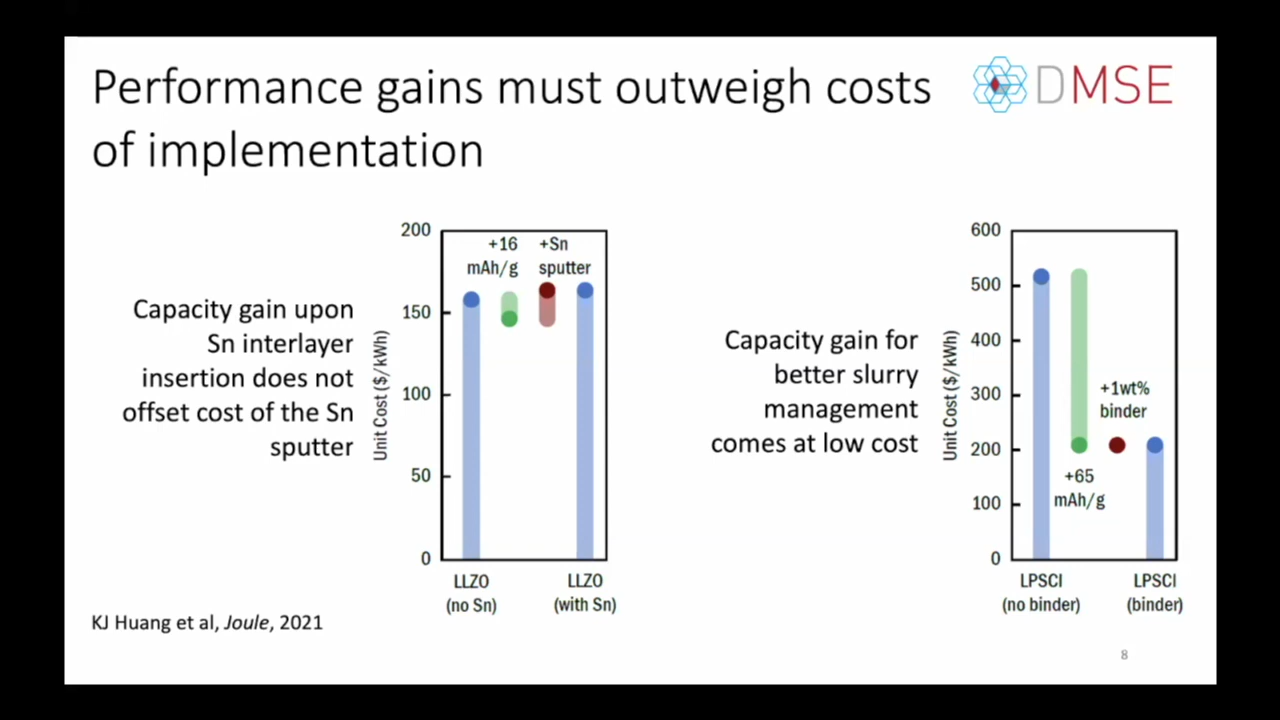 Performance gains must outweigh costs
of implementation
DMSE
Capacity gain upon
Sn interlayer
insertion does not
offset cost of the Sn
sputter
Unit Cost ($/kWh)
200
150
100
50
0
+16
mAh/g
+Sn
sputter
LLZO
(no Sn)
LLZO
(with Sn)
Capacity gain for
better slurry
management
comes at low cost
Unit Cost ($/kWh)
600
500
400
300
200
100
0
+1wt%
binder
+65
mAh/g
LPSCI
(no binder)
LPSCI
(binder)
KJ Huang et al, Joule, 2021
8